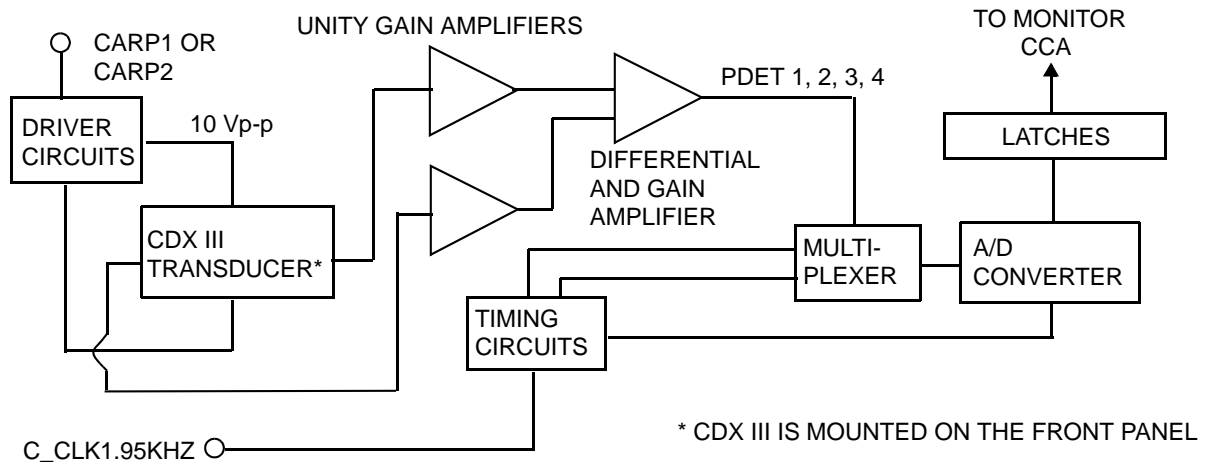 UNITY GAIN AMPLIFIERS
TO MONITOR
CCA
CARP1 OR
CARP2
10 Vp-p
PDET 1, 2, 3, 4
DRIVER
CIRCUITS
LATCHES
DIFFERENTIAL
AND GAIN
AMPLIFIER
CDX III
TRANSDUCER*
MULTI-
PLEXER
A/D
CONVERTER
TIMING
CIRCUITS
* CDX III IS MOUNTED ON THE FRONT PANEL
C_CLK1.95KHZ